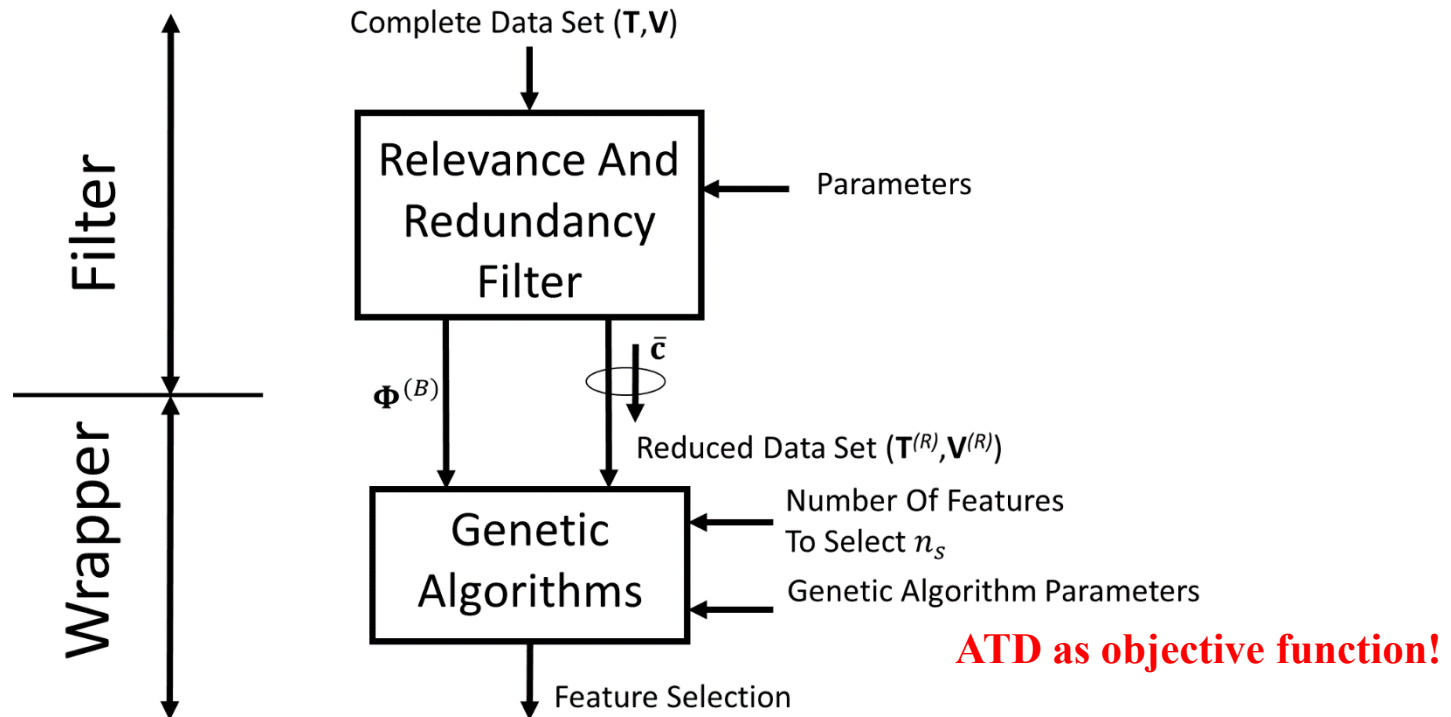 Complete Data Set (T,V)
Filter
Relevance And
Redundancy
Filter
Parameters
c̄
Φ^(B)
Reduced Data Set (T^(R),V^(R))
Wrapper
Genetic
Algorithms
Number Of Features
To Select n_s
Genetic Algorithm Parameters
ATD as objective function!
Feature Selection